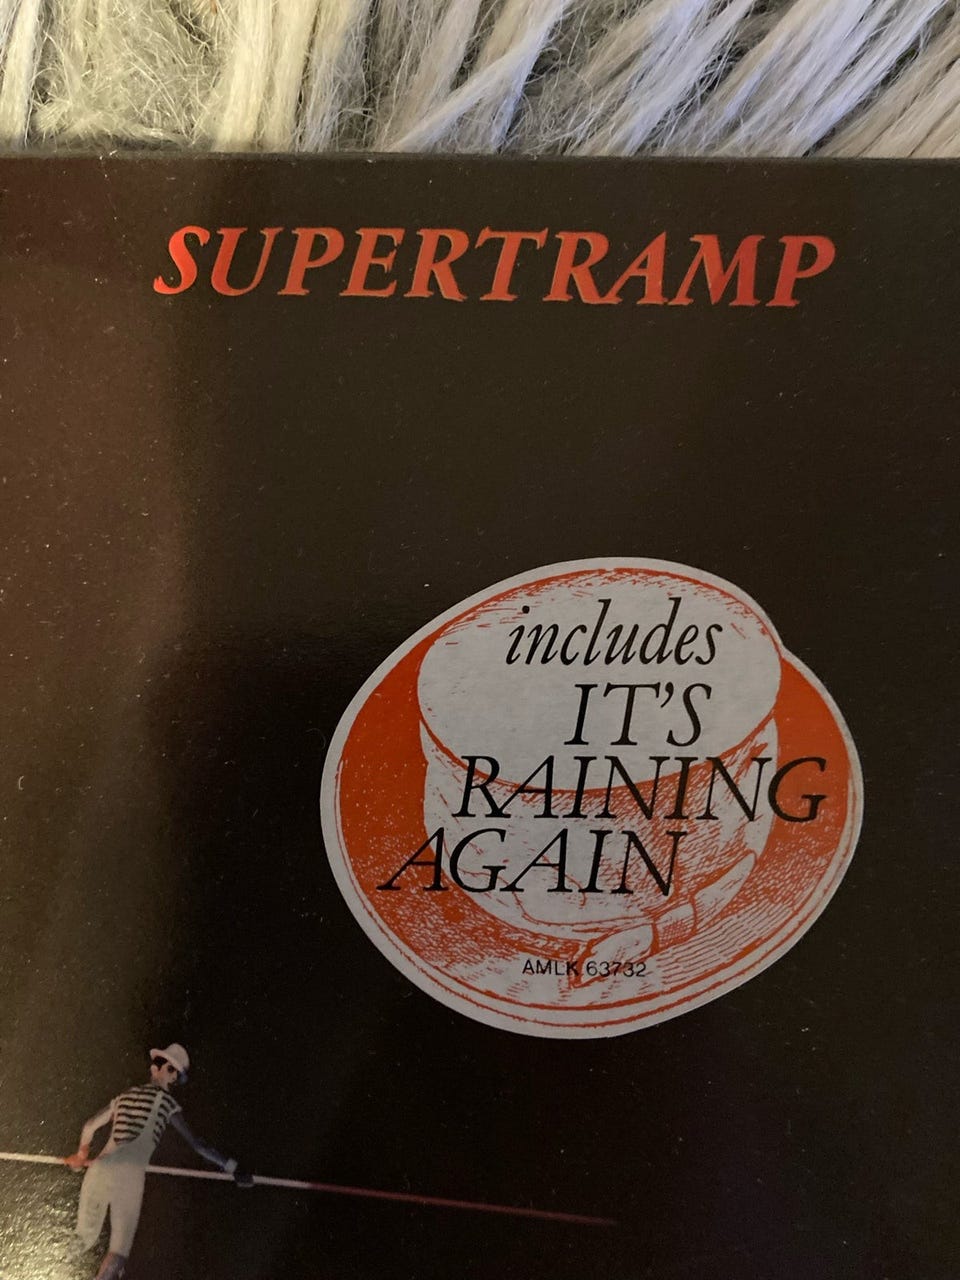 SUPERTRAMP
includes
IT'S
RAINING
AGAIN
AMLK 63732